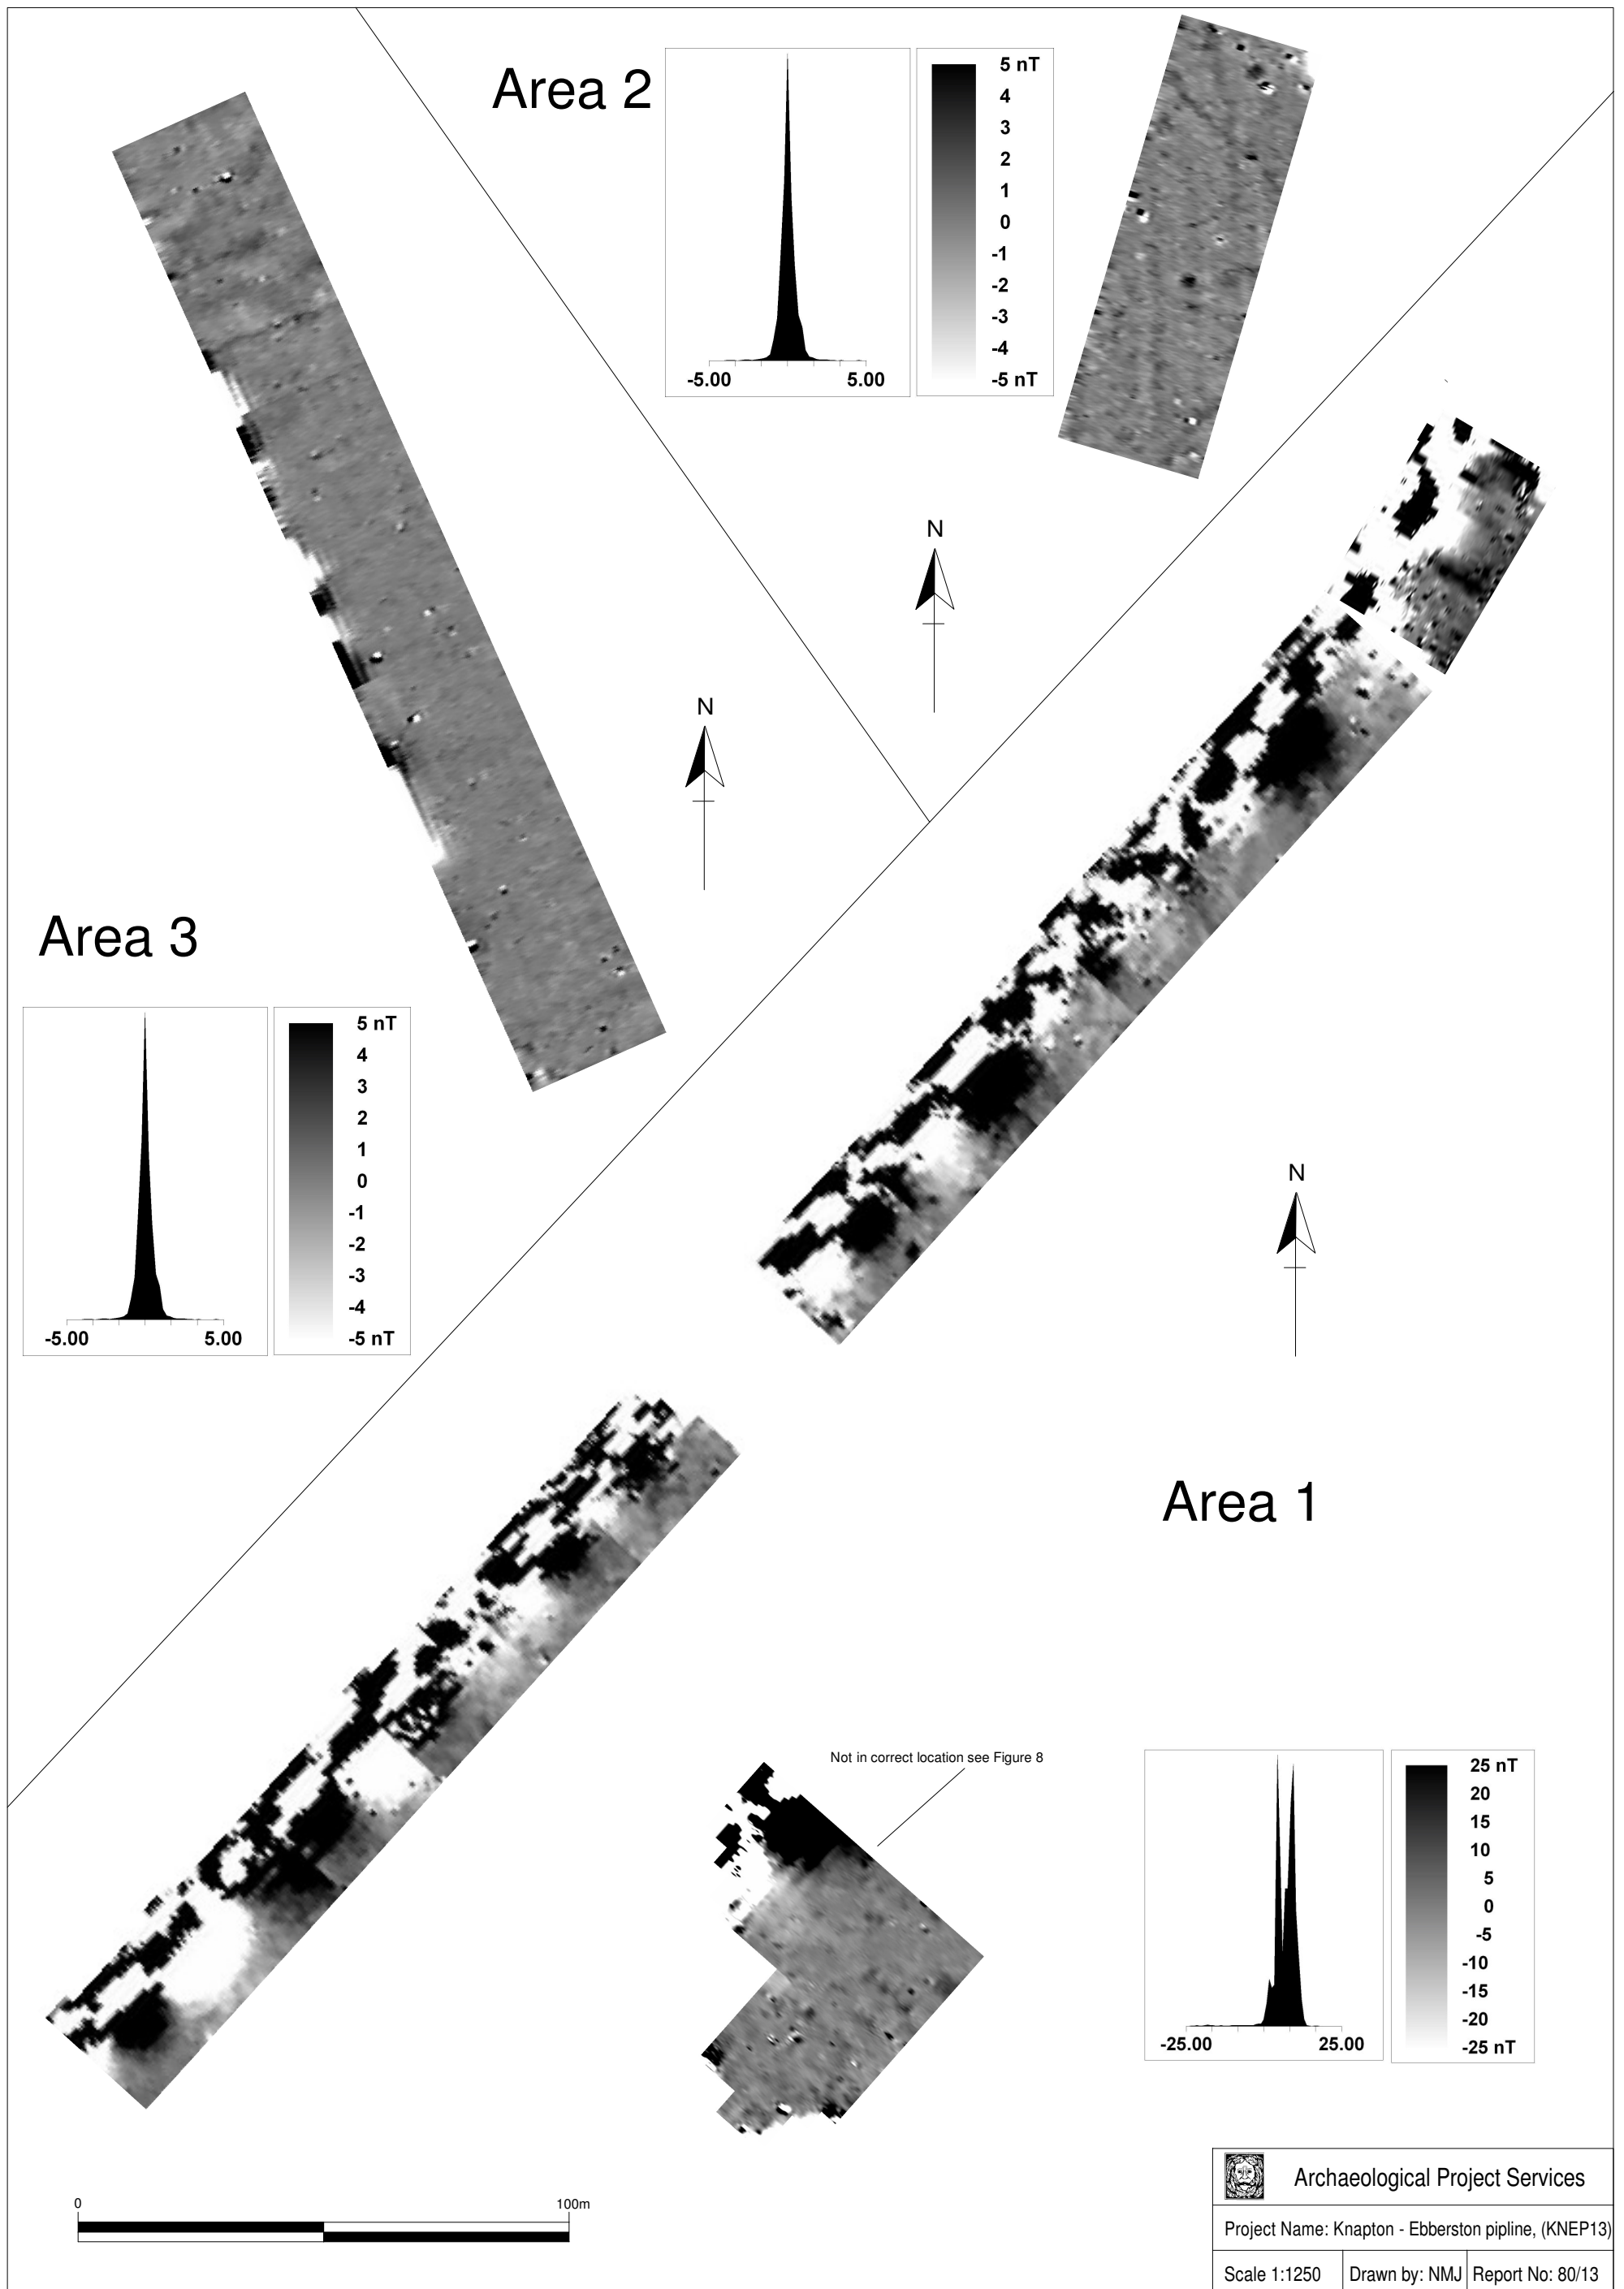 Area 2
5 nT
4
3
2
1
0
-1
-2
-3
-4
-5 nT
-5.00 5.00
N
N
Area 3
5 nT
4
3
2
1
0
-1
-2
-3
-4
-5 nT
-5.00 5.00
N
Area 1
Not in correct location see Figure 8
25 nT
20
15
10
5
0
-5
-10
-15
-20
-25 nT
-25.00 25.00
0 100m
Archaeological Project Services
Project Name: Knapton - Ebberston pipline, (KNEP13)
Scale 1:1250 Drawn by: NMJ Report No: 80/13